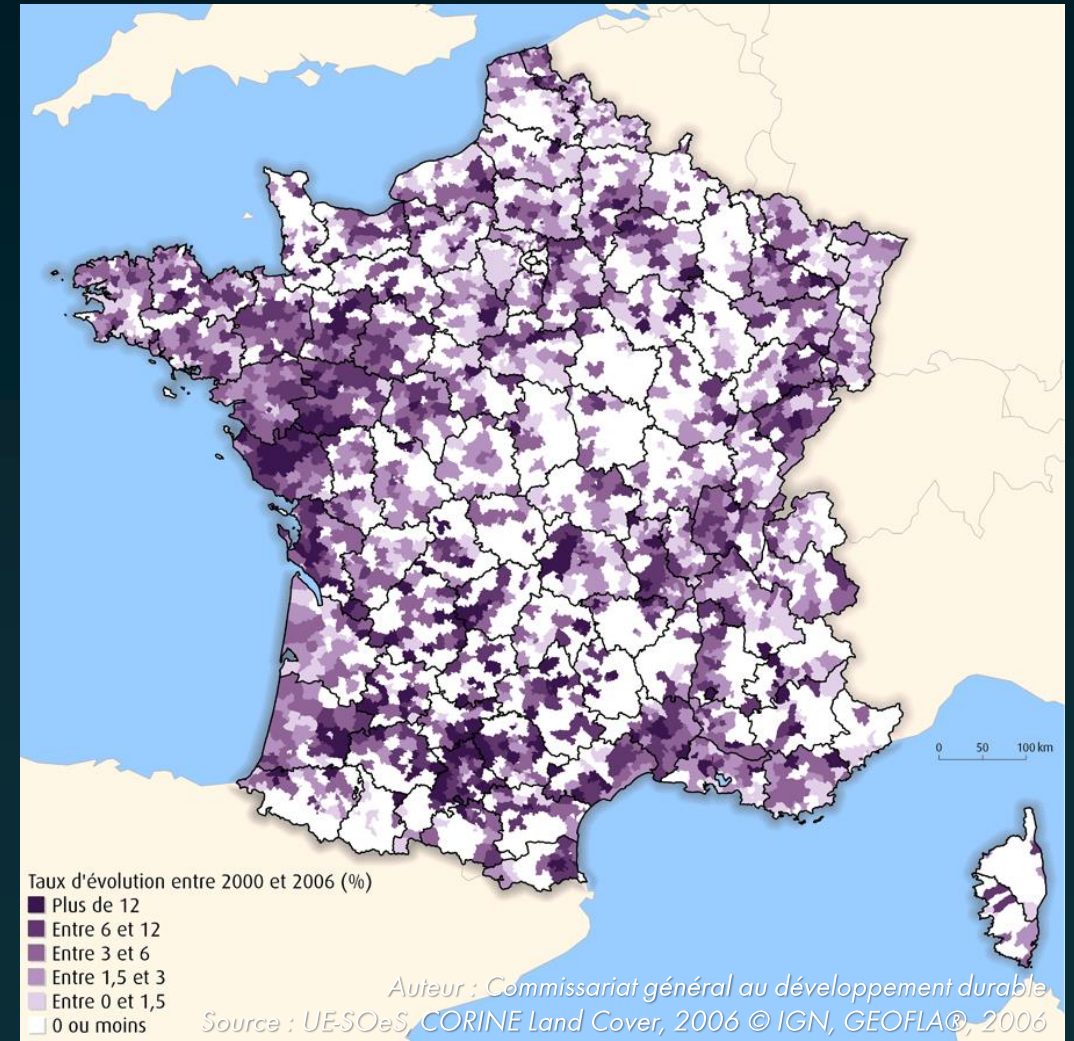 0 50 100 km
Taux d'évolution entre 2000 et 2006 (%)
Plus de 12
Entre 6 et 12
Entre 3 et 6
Entre 1,5 et 3
Entre 0 et 1,5
0 ou moins
Auteur : Commissariat général au développement durable
Source : UE-SOeS, CORINE Land Cover, 2006 © IGN, GEOFLA®, 2006